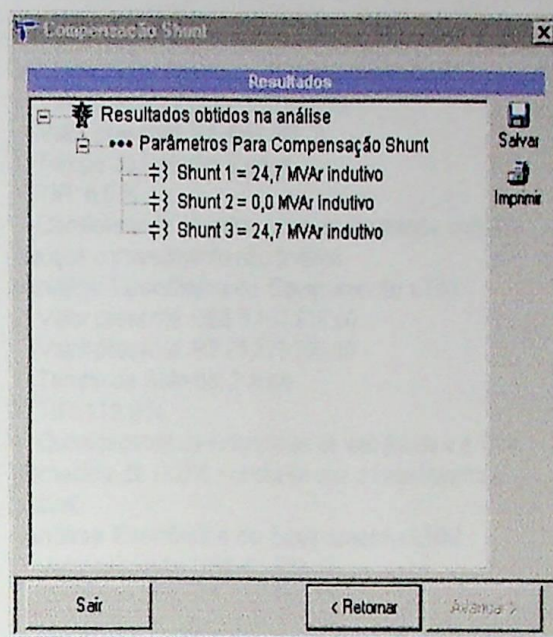 Compensação Shunt
Resultados
Resultados obtidos na análise
Parâmetros Para Compensação Shunt
Shunt 1 = 24,7 MVAr indutivo
Shunt 2 = 0,0 MVAr indutivo
Shunt 3 = 24,7 MVAr indutivo
Salvar
Imprimir
Sair
< Retornar
Avançar >